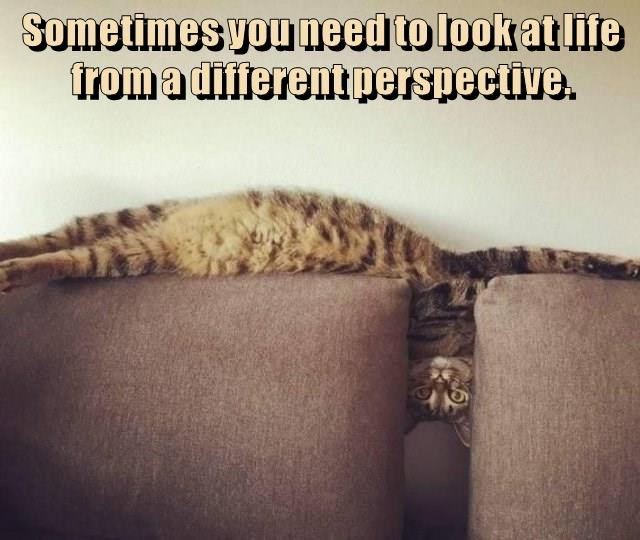 Sometimes you need to look at life
from a different perspective.